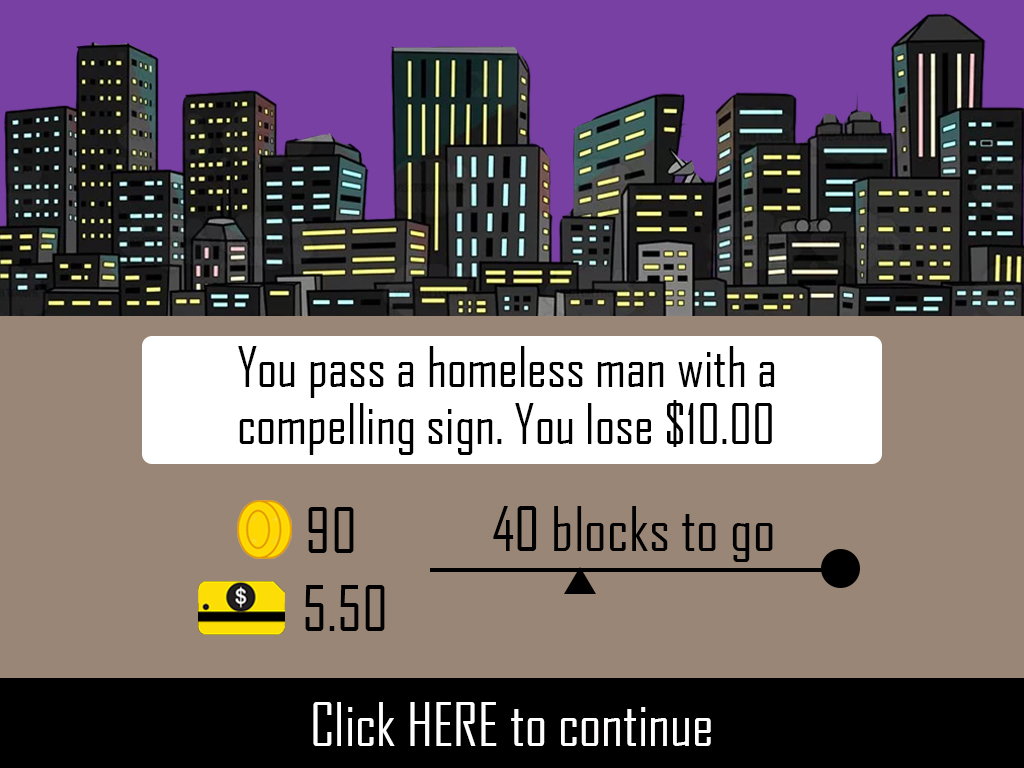 You pass a homeless man with a
compelling sign. You lose $10.00
90
40 blocks to go
$
5.50
Click HERE to continue